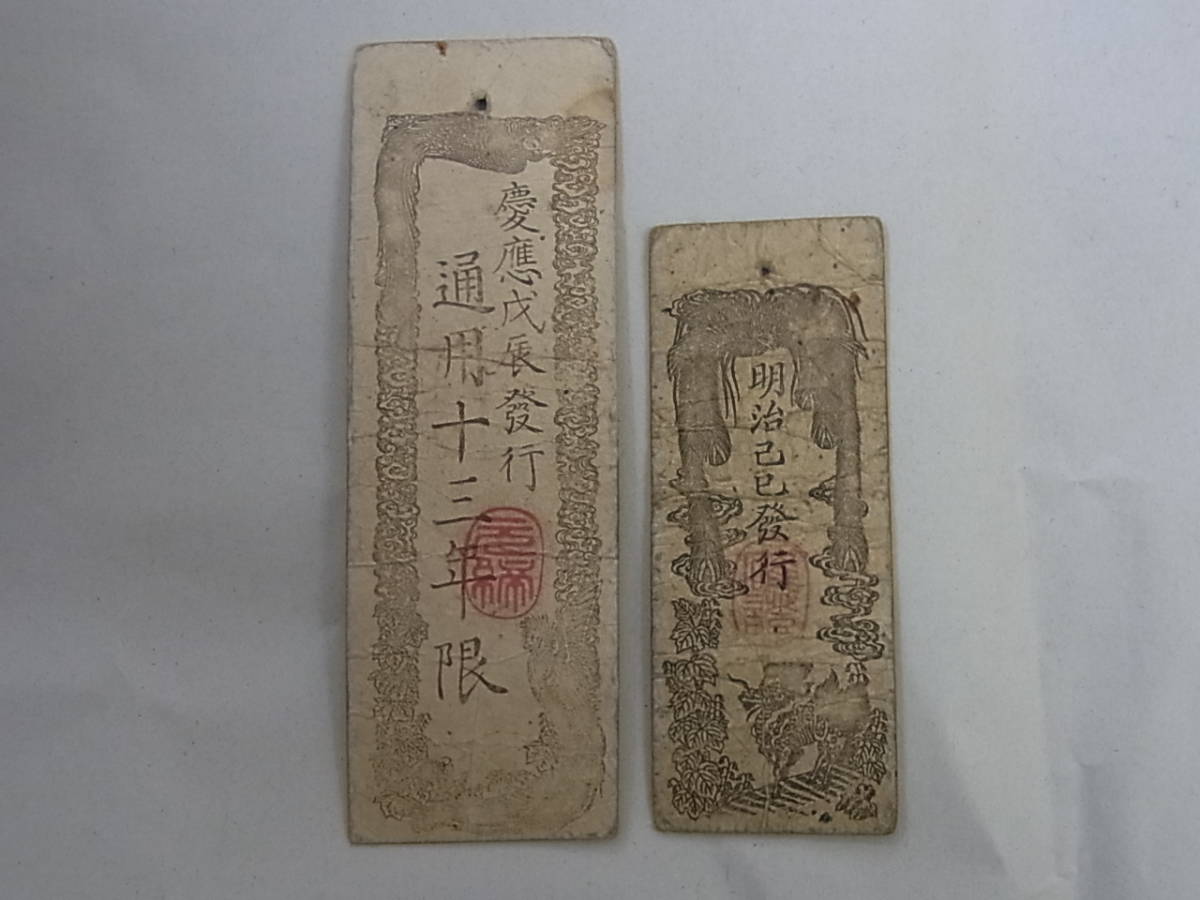 慶應戊辰發行
通用十三年限
明治己巳發行